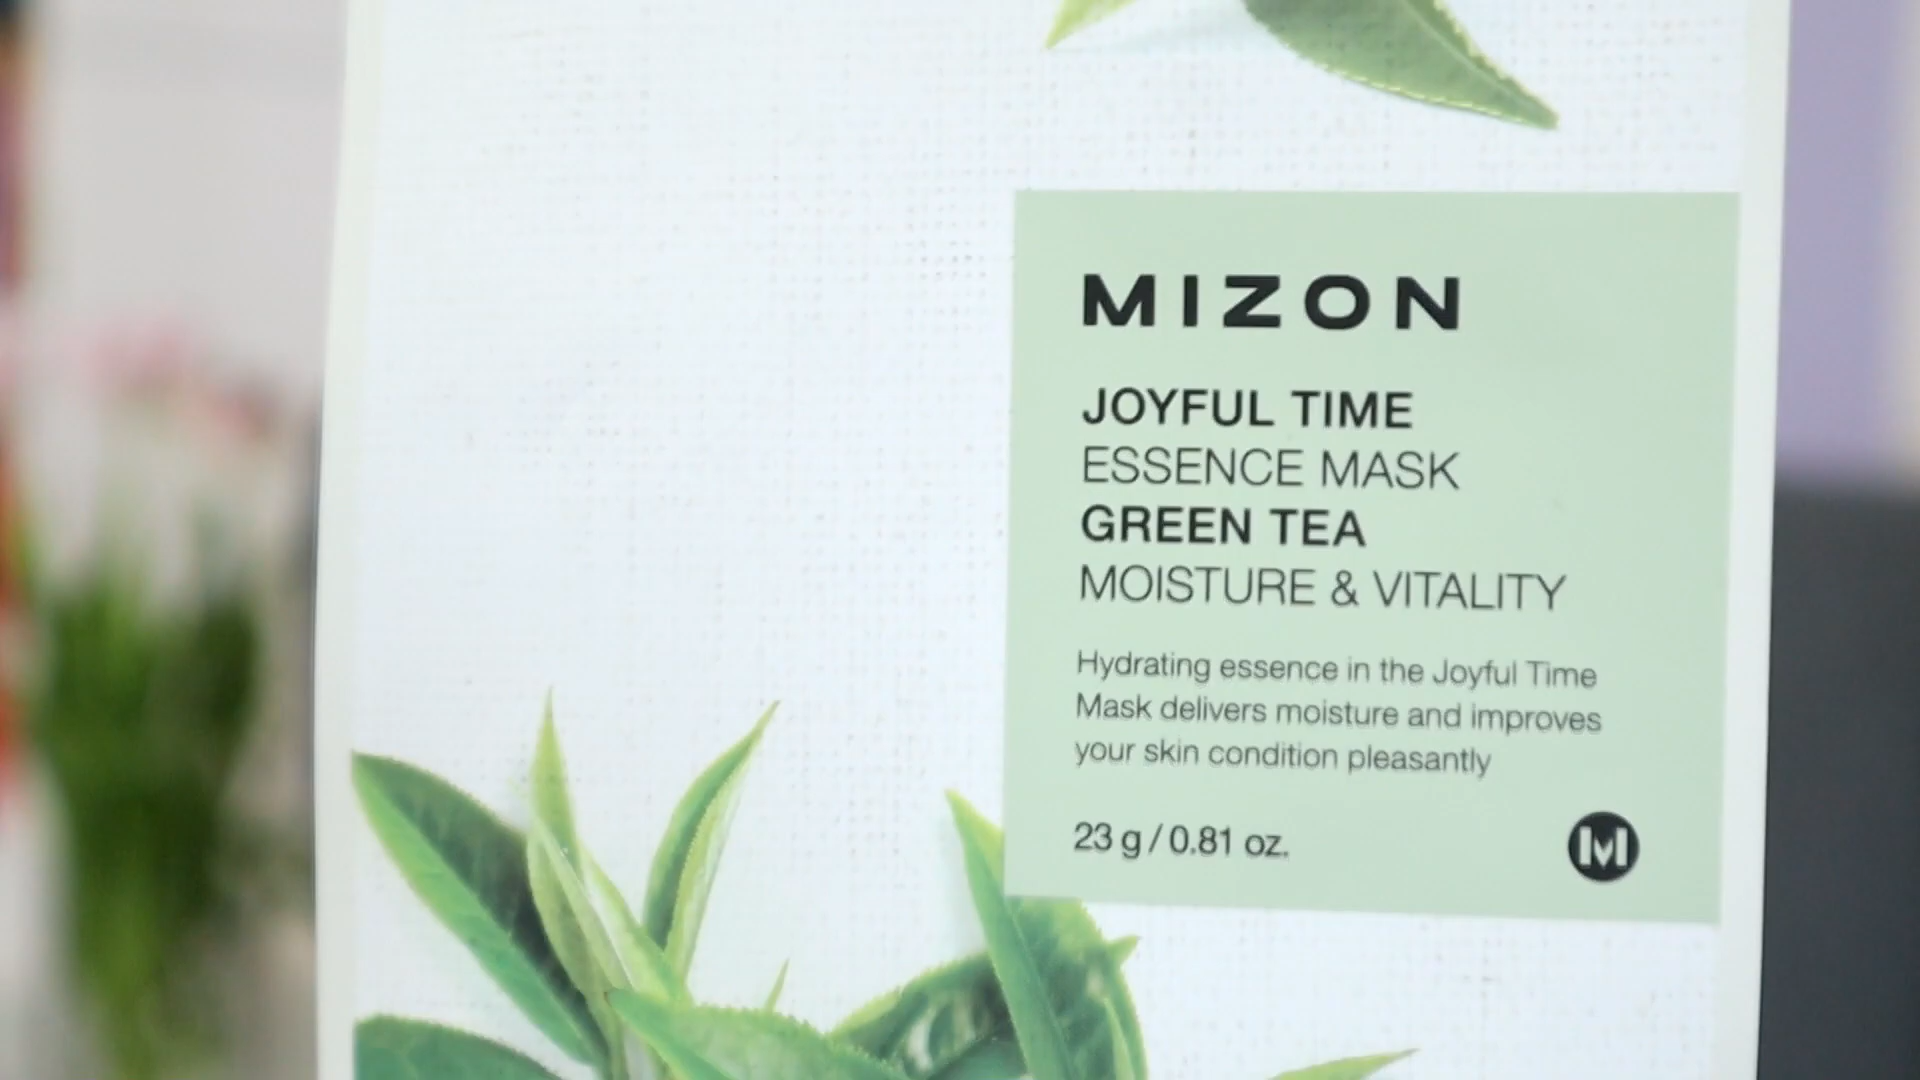 MIZON
JOYFUL TIME
ESSENCE MASK
GREEN TEA
MOISTURE & VITALITY
Hydrating essence in the Joyful Time
Mask delivers moisture and improves
your skin condition pleasantly
23 g / 0.81 oz.
M